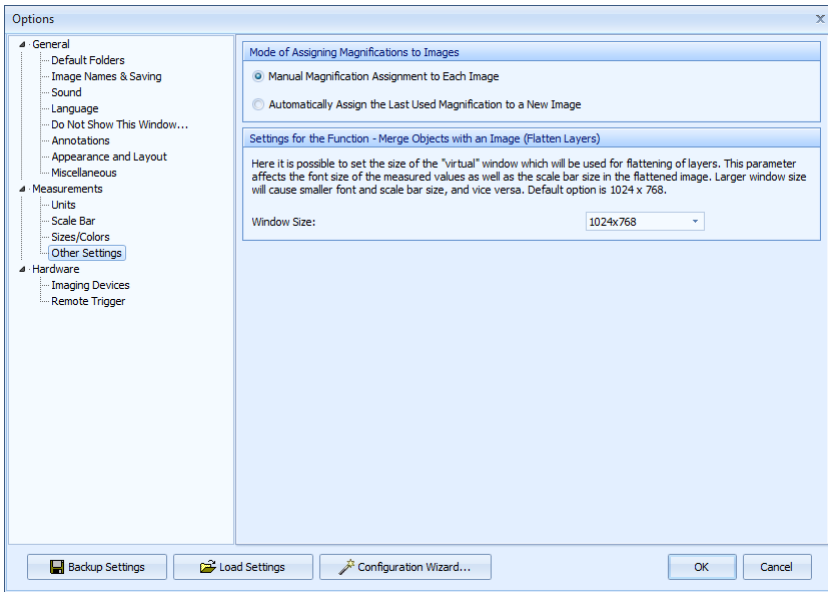 Options
General
Default Folders
Image Names & Saving
Sound
Language
Do Not Show This Window...
Annotations
Appearance and Layout
Miscellaneous
Measurements
Units
Scale Bar
Sizes/Colors
Other Settings
Hardware
Imaging Devices
Remote Trigger
Mode of Assigning Magnifications to Images
Manual Magnification Assignment to Each Image
Automatically Assign the Last Used Magnification to a New Image
Settings for the Function - Merge Objects with an Image (Flatten Layers)
Here it is possible to set the size of the "virtual" window which will be used for flattening of layers. This parameter
affects the font size of the measured values as well as the scale bar size in the flattened image. Larger window size
will cause smaller font and scale bar size, and vice versa. Default option is 1024 x 768.
Window Size: 1024x768
Backup Settings Load Settings Configuration Wizard... OK Cancel